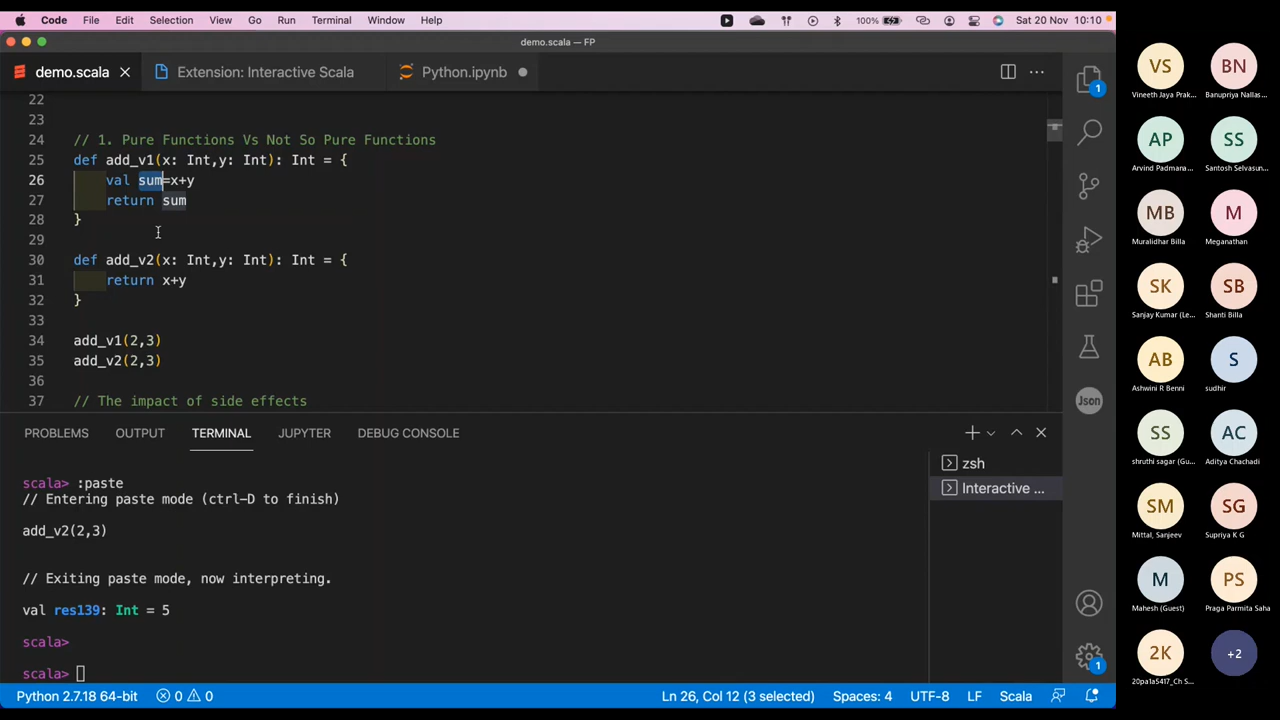 Code File Edit Selection View Go Run Terminal Window Help 100% Sat 20 Nov 10:10
demo.scala — FP
demo.scala Extension: Interactive Scala Python.ipynb
22
23
24 // 1. Pure Functions Vs Not So Pure Functions
25 def add_v1(x: Int,y: Int): Int = {
26 val sum=x+y
27 return sum
28 }
29
30 def add_v2(x: Int,y: Int): Int = {
31 return x+y
32 }
33
34 add_v1(2,3)
35 add_v2(2,3)
36
37 // The impact of side effects
PROBLEMS OUTPUT TERMINAL JUPYTER DEBUG CONSOLE
scala> :paste
// Entering paste mode (ctrl-D to finish)
add_v2(2,3)
// Exiting paste mode, now interpreting.
val res139: Int = 5
scala>
scala>
zsh
Interactive ...
1
Json
1
Python 2.7.18 64-bit 0 0 Ln 26, Col 12 (3 selected) Spaces: 4 UTF-8 LF Scala
VS BN
Vineeth Jaya Prak... Banupriya Nallas...
AP SS
Arvind Padmana... Santosh Selvasun...
MB M
Muralidhar Billa Meganathan
SK SB
Sanjay Kumar (Le... Shanti Billa
AB S
Ashwini R Benni sudhir
SS AC
shruthi sagar (Gu... Aditya Chachadi
SM SG
Mittal, Sanjeev Supriya K G
M PS
Mahesh (Guest) Praga Parmita Saha
2K +2
20pa1a5417_Ch S...